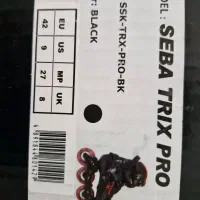 DEL : SEBA TRIX PRO
SSK-TRX-PRO-BK
: BLACK
EU US MP UK
42 9 27 8